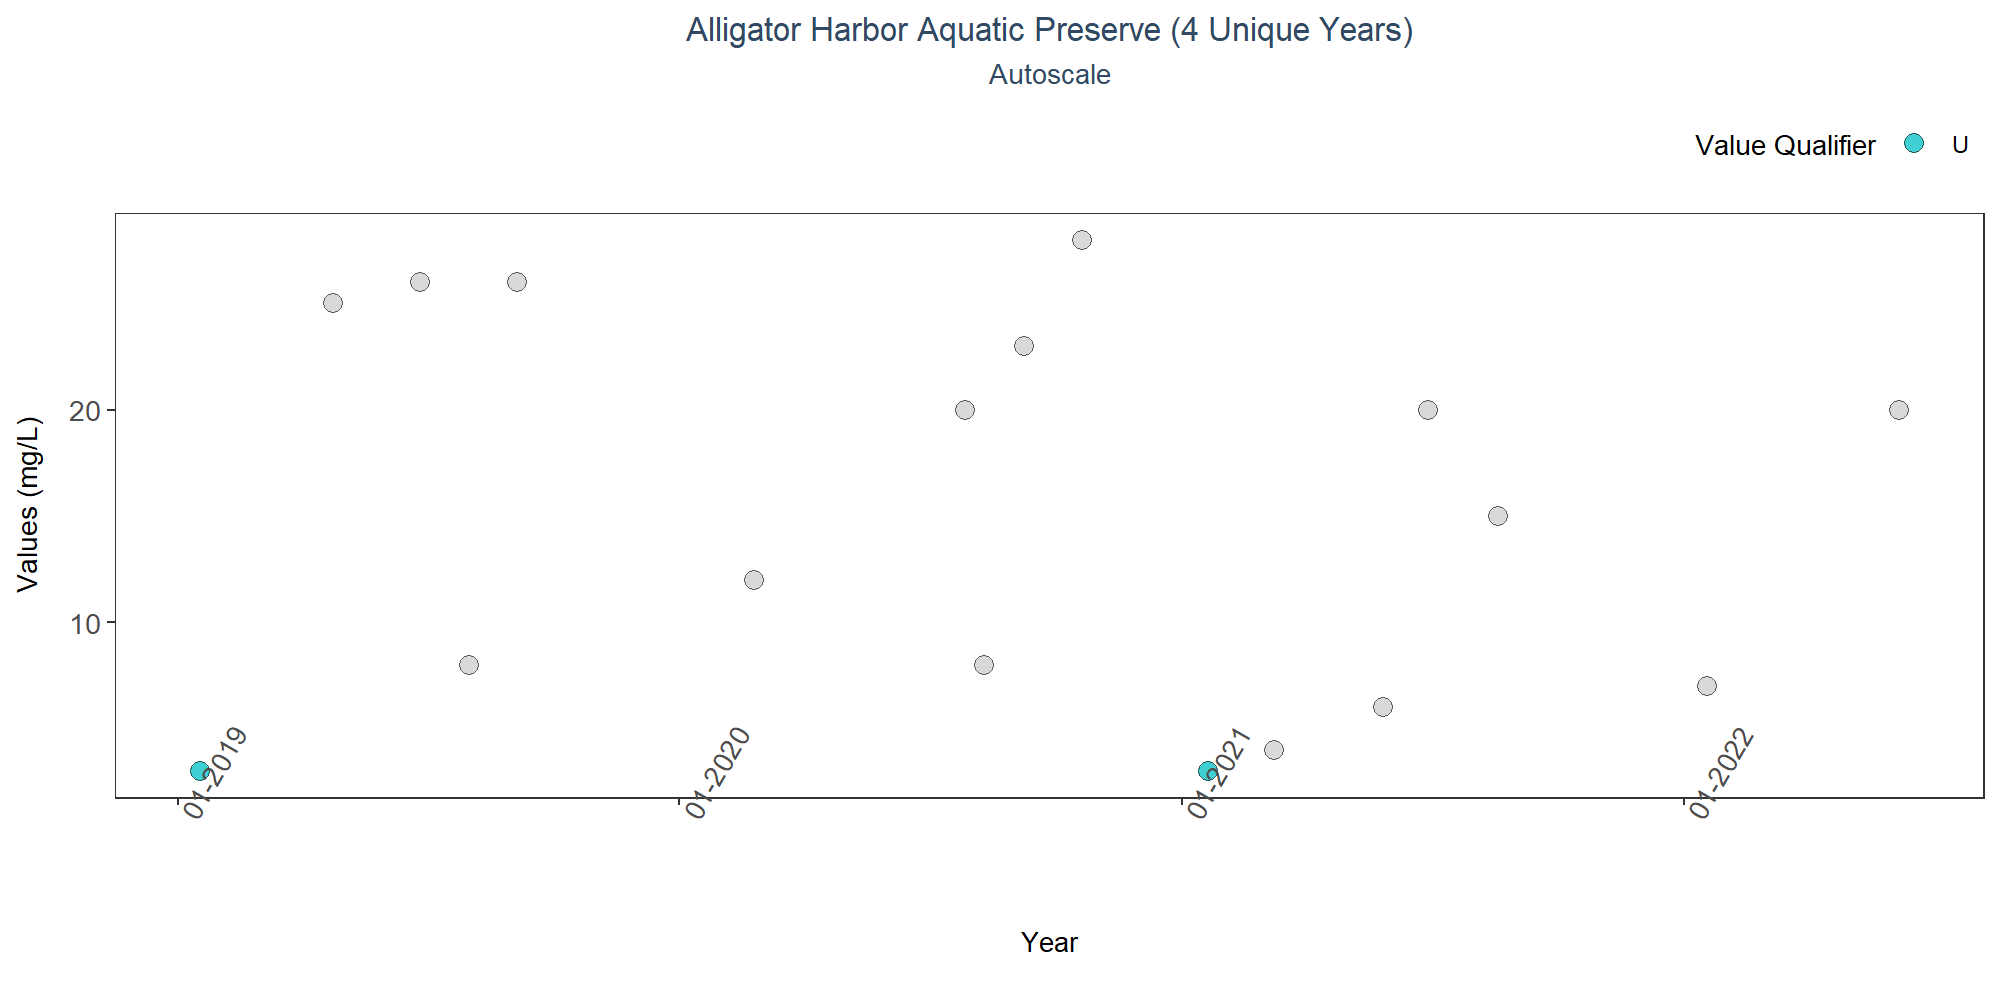 Alligator Harbor Aquatic Preserve (4 Unique Years)
Autoscale
Value Qualifier U
Values (mg/L)
20
10
01-2019
01-2020
01-2021
01-2022
Year